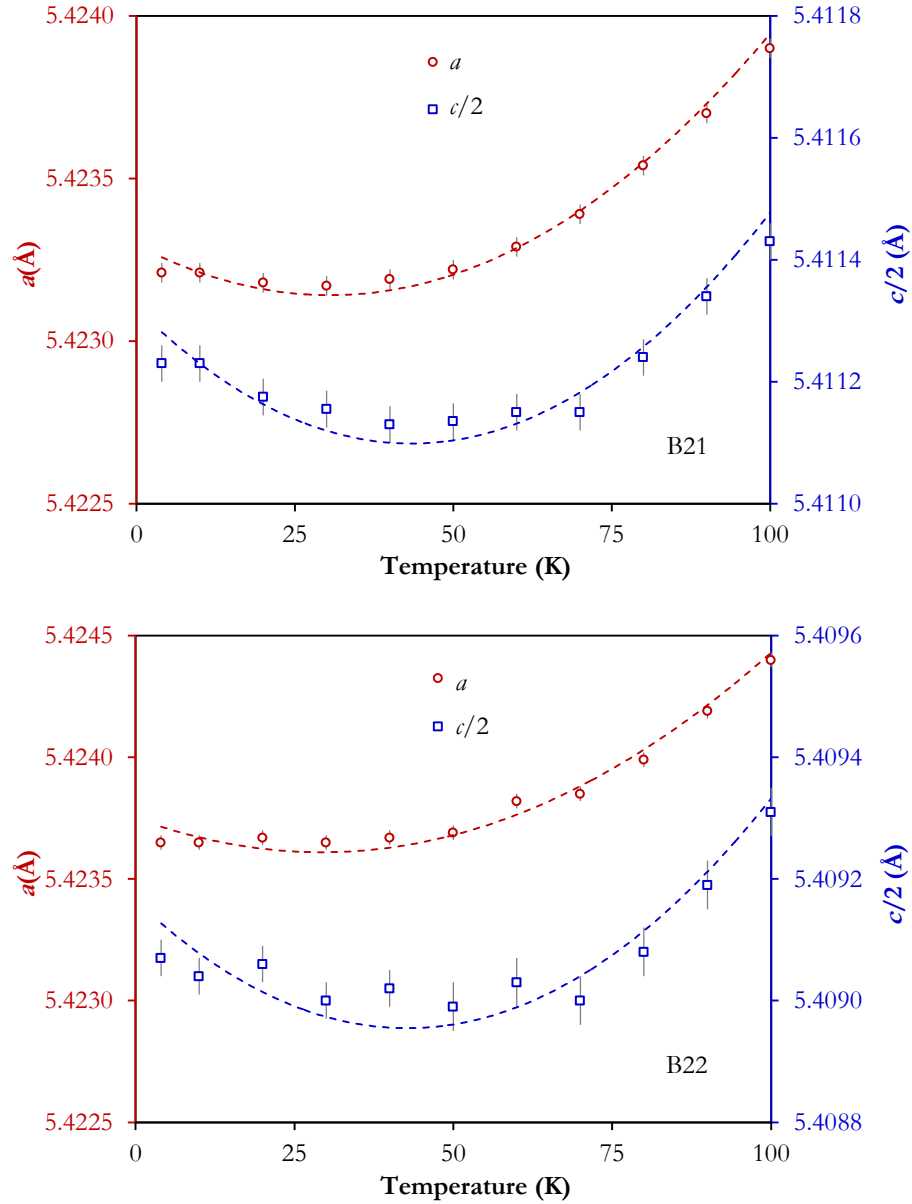 5.4240
5.4235
5.4230
5.4225
a(Å)
a
c/2
5.4118
5.4116
5.4114
5.4112
5.4110
c/2 (Å)
B21
0 25 50 75 100
Temperature (K)
5.4245
5.4240
5.4235
5.4230
5.4225
a(Å)
a
c/2
5.4096
5.4094
5.4092
5.4090
5.4088
c/2 (Å)
B22
0 25 50 75 100
Temperature (K)